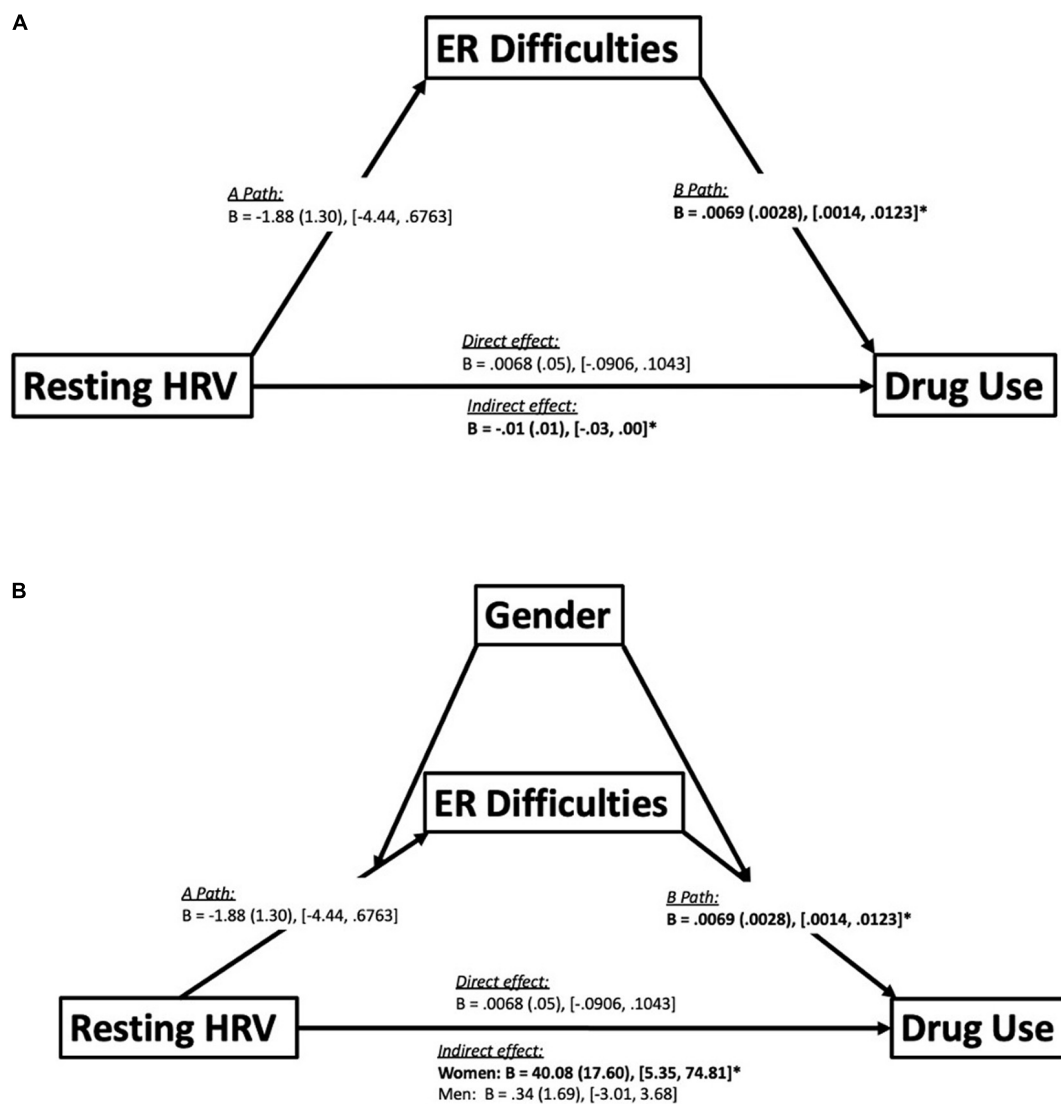 A
ER Difficulties
A Path:
B = -1.88 (1.30), [-4.44, .6763]
B Path:
B = .0069 (.0028), [.0014, .0123]*
Direct effect:
B = .0068 (.05), [-.0906, .1043]
Resting HRV
Drug Use
Indirect effect:
B = -.01 (.01), [-.03, .00]*
B
Gender
ER Difficulties
A Path:
B = -1.88 (1.30), [-4.44, .6763]
B Path:
B = .0069 (.0028), [.0014, .0123]*
Direct effect:
B = .0068 (.05), [-.0906, .1043]
Resting HRV
Drug Use
Indirect effect:
Women: B = 40.08 (17.60), [5.35, 74.81]*
Men: B = .34 (1.69), [-3.01, 3.68]